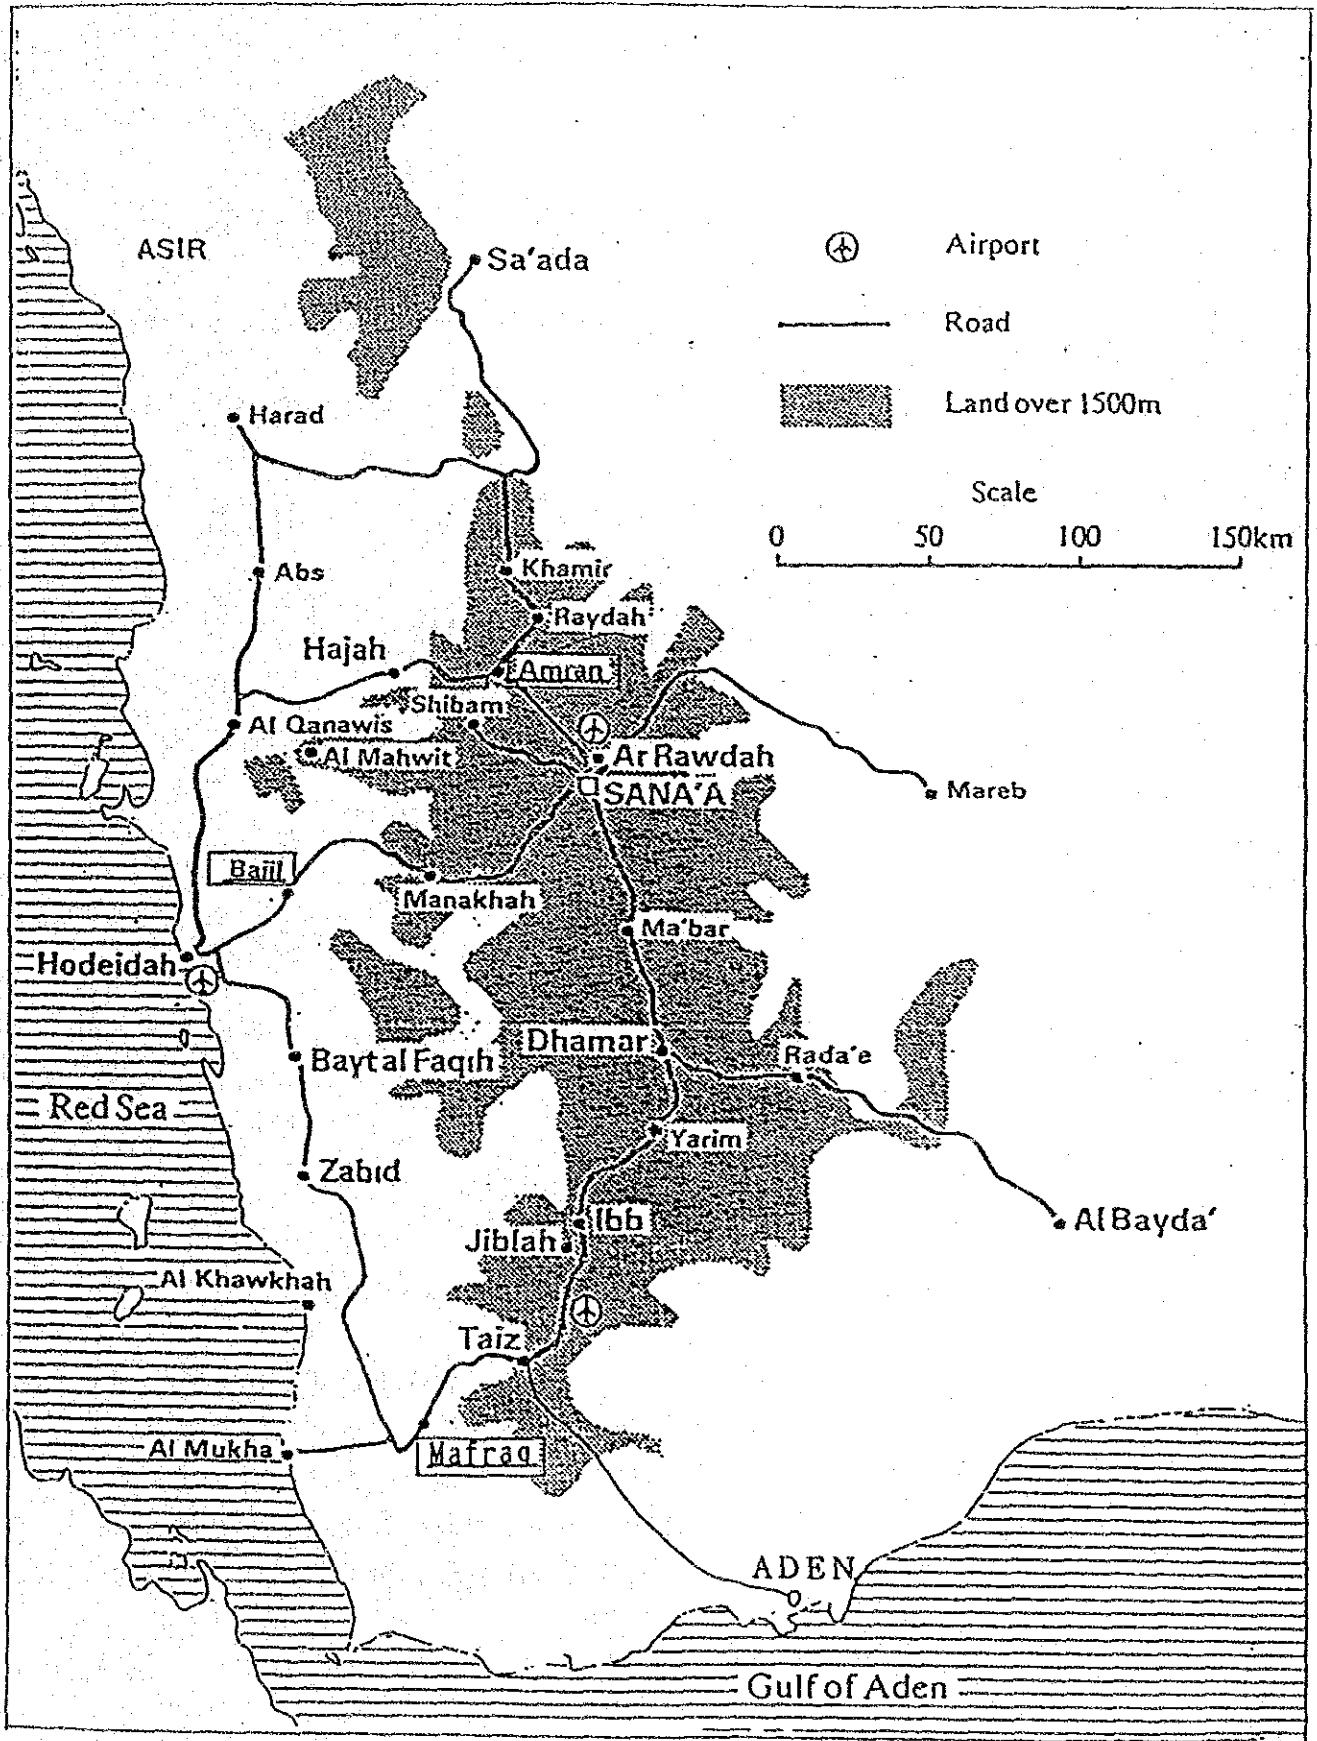 ASIR
Sa'ada
Airport
Road
Land over 1500m
Scale
0 50 100 150km
Harad
Abs
Khamir
Raydah
Hajah
Amran
Shibam
Al Qanawis
Al Mahwit
Ar Rawdah
SANA'A
Mareb
Bajil
Manakhah
Ma'bar
Hodeidah
Dhamar
Rada'e
Bayt al Faqih
Red Sea
Yarim
Zabid
Ibb
Jiblah
Al Bayda'
Al Khawkhah
Taiz
Al Mukha
Mafraq
ADEN
Gulf of Aden